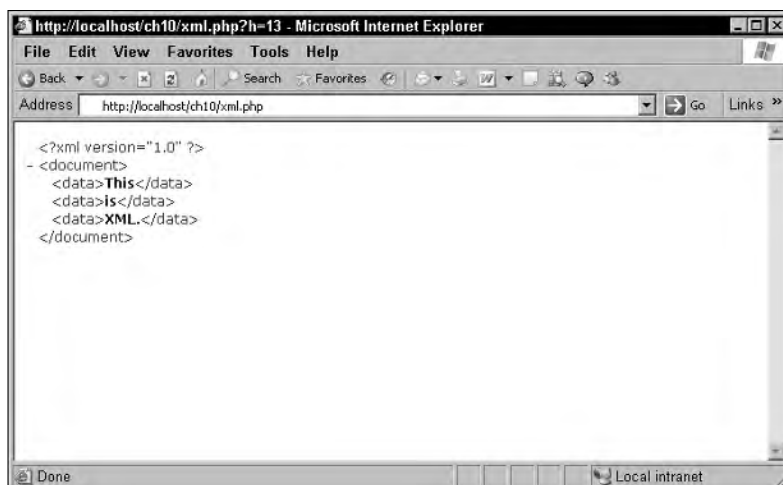 http://localhost/ch10/xml.php?h=13 - Microsoft Internet Explorer
File Edit View Favorites Tools Help
Back Search Favorites
Address http://localhost/ch10/xml.php Go Links »
<?xml version="1.0" ?>
- <document>
<data>This</data>
<data>is</data>
<data>XML.</data>
</document>
Done Local intranet